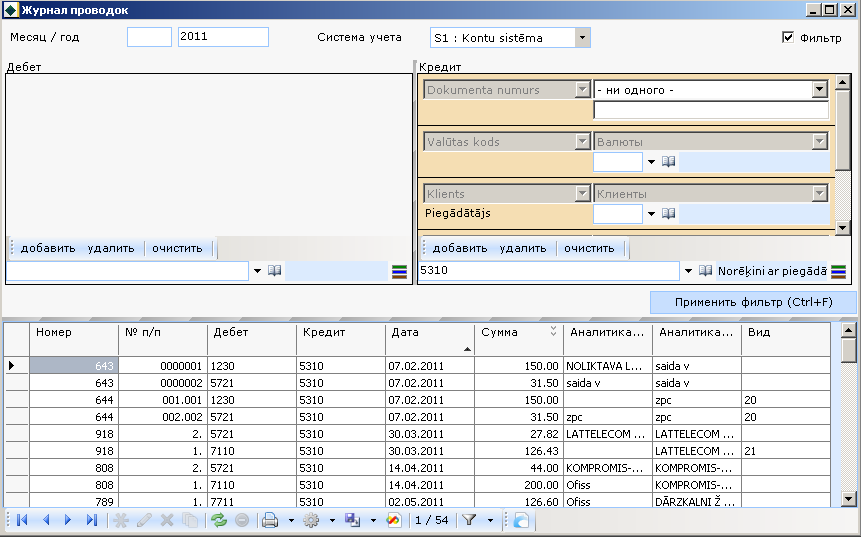 Журнал проводок
Месяц / год 2011 Система учета S1 : Kontu sistēma Фильтр
Дебет Кредит
Dokumenta numurs - ни одного -
Valūtas kods Валюты
Klients Клиенты
Piegādātājs
добавить удалить очистить добавить удалить очистить
5310 Norēķini ar piegādā
Применить фильтр (Ctrl+F)
Номер № п/п Дебет Кредит Дата Сумма Аналитика... Аналитика... Вид
643 0000001 1230 5310 07.02.2011 150.00 NOLIKTAVA L... saida v
643 0000002 5721 5310 07.02.2011 31.50 saida v saida v
644 001.001 1230 5310 07.02.2011 150.00 zpc 20
644 002.002 5721 5310 07.02.2011 31.50 zpc zpc 20
918 2. 5721 5310 30.03.2011 27.82 LATTELECOM ... LATTELECOM ...
918 1. 7110 5310 30.03.2011 126.43 LATTELECOM ... 21
808 2. 5721 5310 14.04.2011 44.00 KOMPROMIS-... KOMPROMIS-...
808 1. 7110 5310 14.04.2011 200.00 Ofiss KOMPROMIS-...
789 1. 7711 5310 02.05.2011 126.60 Ofiss DĀRZKALNI Ž ...
1 / 54